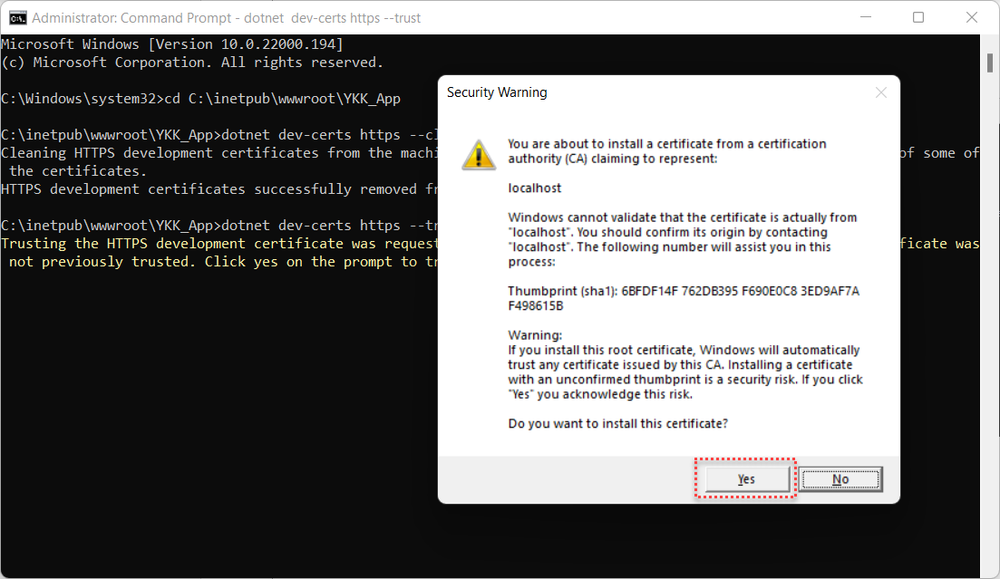 Administrator: Command Prompt - dotnet  dev-certs https --trust
Microsoft Windows [Version 10.0.22000.194]
(c) Microsoft Corporation. All rights reserved.
C:\Windows\system32>cd C:\inetpub\wwwroot\YKK_App
C:\inetpub\wwwroot\YKK_App>dotnet dev-certs https --cl
Cleaning HTTPS development certificates from the machi of some of
the certificates.
HTTPS development certificates successfully removed fr
C:\inetpub\wwwroot\YKK_App>dotnet dev-certs https --tr
Trusting the HTTPS development certificate was request ficate was
not previously trusted. Click yes on the prompt to tr
Security Warning
You are about to install a certificate from a certification
authority (CA) claiming to represent:
localhost
Windows cannot validate that the certificate is actually from
"localhost". You should confirm its origin by contacting
"localhost". The following number will assist you in this
process:
Thumbprint (sha1): 6BFDF14F 762DB395 F690E0C8 3ED9AF7A
F498615B
Warning:
If you install this root certificate, Windows will automatically
trust any certificate issued by this CA. Installing a certificate
with an unconfirmed thumbprint is a security risk. If you click
"Yes" you acknowledge this risk.
Do you want to install this certificate?
Yes
No